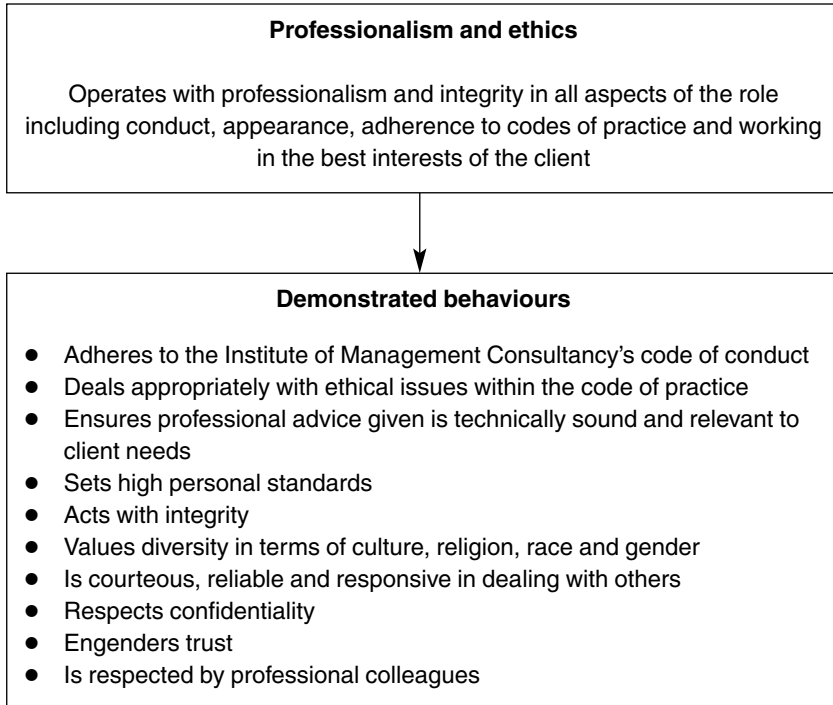 Professionalism and ethics
Operates with professionalism and integrity in all aspects of the role
including conduct, appearance, adherence to codes of practice and working
in the best interests of the client
Demonstrated behaviours
● Adheres to the Institute of Management Consultancy’s code of conduct
● Deals appropriately with ethical issues within the code of practice
● Ensures professional advice given is technically sound and relevant to
client needs
● Sets high personal standards
● Acts with integrity
● Values diversity in terms of culture, religion, race and gender
● Is courteous, reliable and responsive in dealing with others
● Respects confidentiality
● Engenders trust
● Is respected by professional colleagues